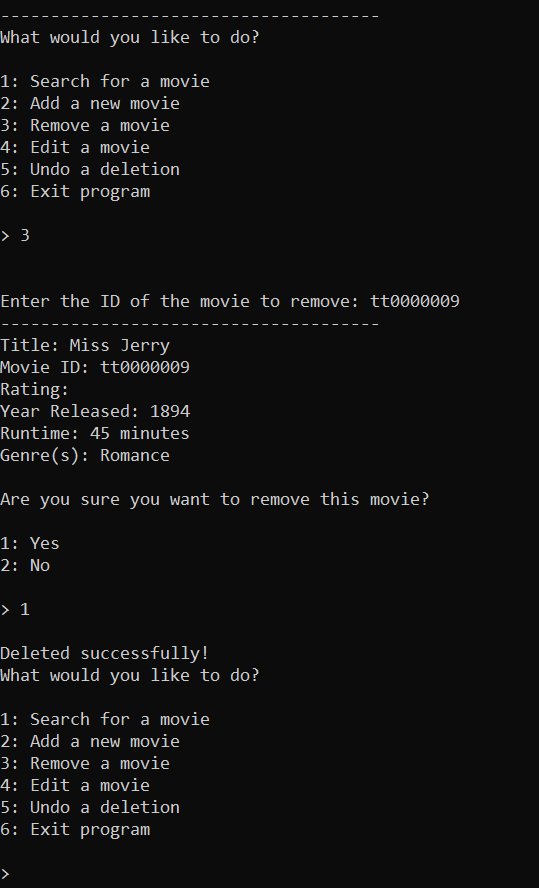 --------------------------------------
What would you like to do?
1: Search for a movie
2: Add a new movie
3: Remove a movie
4: Edit a movie
5: Undo a deletion
6: Exit program
> 3
Enter the ID of the movie to remove: tt0000009
--------------------------------------
Title: Miss Jerry
Movie ID: tt0000009
Rating:
Year Released: 1894
Runtime: 45 minutes
Genre(s): Romance
Are you sure you want to remove this movie?
1: Yes
2: No
> 1
Deleted successfully!
What would you like to do?
1: Search for a movie
2: Add a new movie
3: Remove a movie
4: Edit a movie
5: Undo a deletion
6: Exit program
>